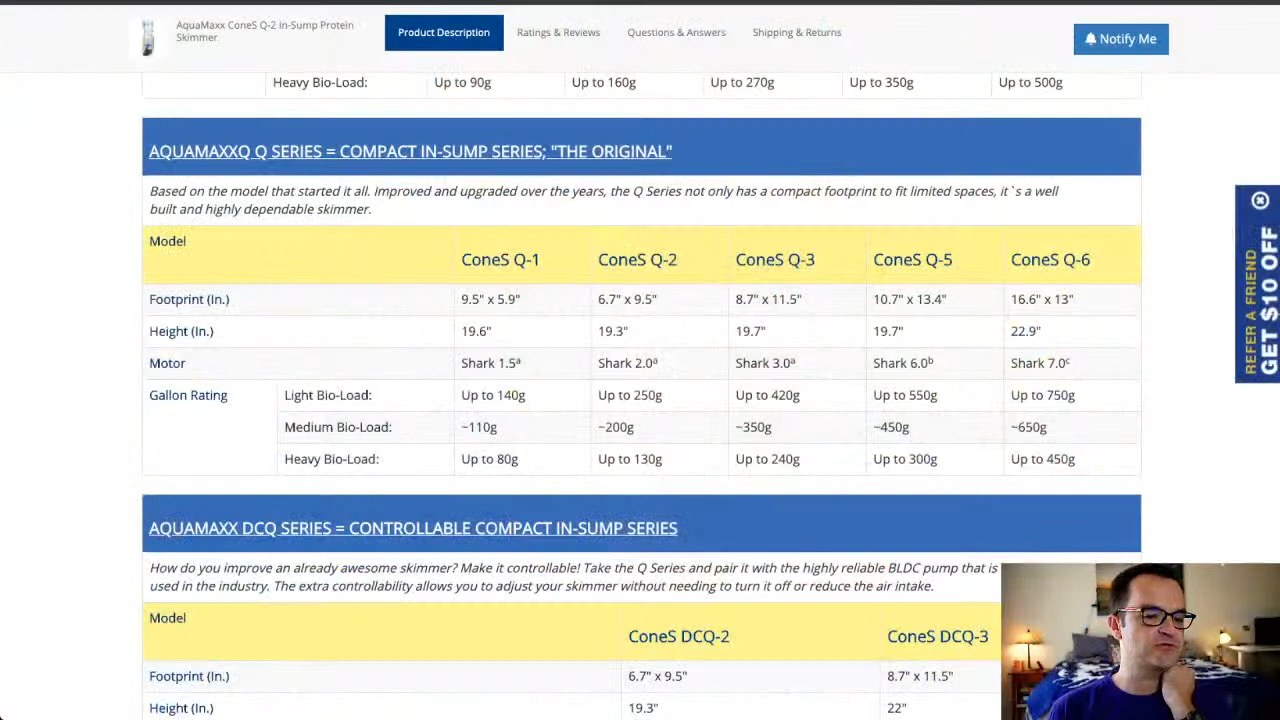 AquaMaxx ConeS Q-2 In-Sump Protein
Skimmer
Product Description
Ratings & Reviews
Questions & Answers
Shipping & Returns
Notify Me
Heavy Bio-Load: Up to 90g Up to 160g Up to 270g Up to 350g Up to 500g
AQUAMAXXQ Q SERIES = COMPACT IN-SUMP SERIES; "THE ORIGINAL"
Based on the model that started it all. Improved and upgraded over the years, the Q Series not only has a compact footprint to fit limited spaces, it`s a well
built and highly dependable skimmer.
Model ConeS Q-1 ConeS Q-2 ConeS Q-3 ConeS Q-5 ConeS Q-6
Footprint (In.) 9.5" x 5.9" 6.7" x 9.5" 8.7" x 11.5" 10.7" x 13.4" 16.6" x 13"
Height (In.) 19.6" 19.3" 19.7" 19.7" 22.9"
Motor Shark 1.5ª Shark 2.0ª Shark 3.0ª Shark 6.0ᵇ Shark 7.0ᶜ
Gallon Rating Light Bio-Load: Up to 140g Up to 250g Up to 420g Up to 550g Up to 750g
Medium Bio-Load: ~110g ~200g ~350g ~450g ~650g
Heavy Bio-Load: Up to 80g Up to 130g Up to 240g Up to 300g Up to 450g
AQUAMAXX DCQ SERIES = CONTROLLABLE COMPACT IN-SUMP SERIES
How do you improve an already awesome skimmer? Make it controllable! Take the Q Series and pair it with the highly reliable BLDC pump that is
used in the industry. The extra controllability allows you to adjust your skimmer without needing to turn it off or reduce the air intake.
Model ConeS DCQ-2 ConeS DCQ-3
Footprint (In.) 6.7" x 9.5" 8.7" x 11.5"
Height (In.) 19.3" 22"
REFER A FRIEND
GET $10 OFF